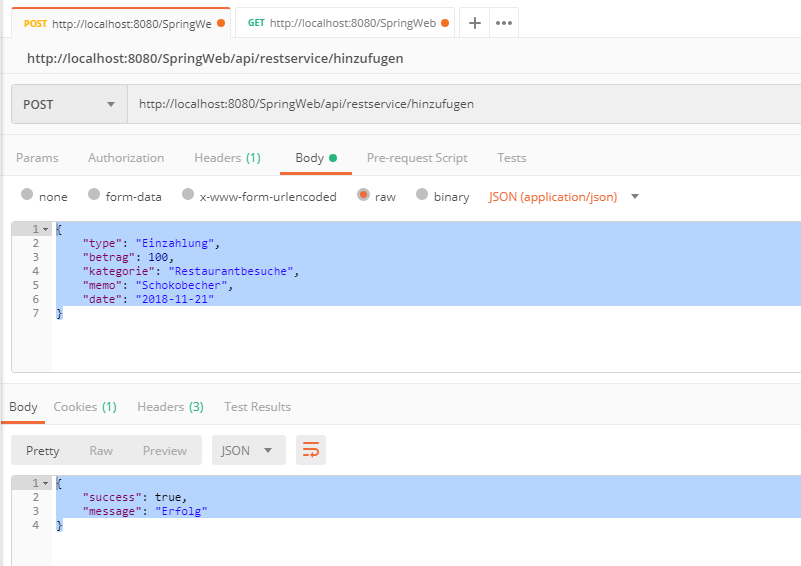 POST http://localhost:8080/SpringWe GET http://localhost:8080/SpringWeb + •••
http://localhost:8080/SpringWeb/api/restservice/hinzufugen
POST http://localhost:8080/SpringWeb/api/restservice/hinzufugen
Params Authorization Headers (1) Body Pre-request Script Tests
none form-data x-www-form-urlencoded raw binary JSON (application/json)
1 {
2 "type": "Einzahlung",
3 "betrag": 100,
4 "kategorie": "Restaurantbesuche",
5 "memo": "Schokobecher",
6 "date": "2018-11-21"
7 }
Body Cookies (1) Headers (3) Test Results
Pretty Raw Preview JSON
1 {
2 "success": true,
3 "message": "Erfolg"
4 }